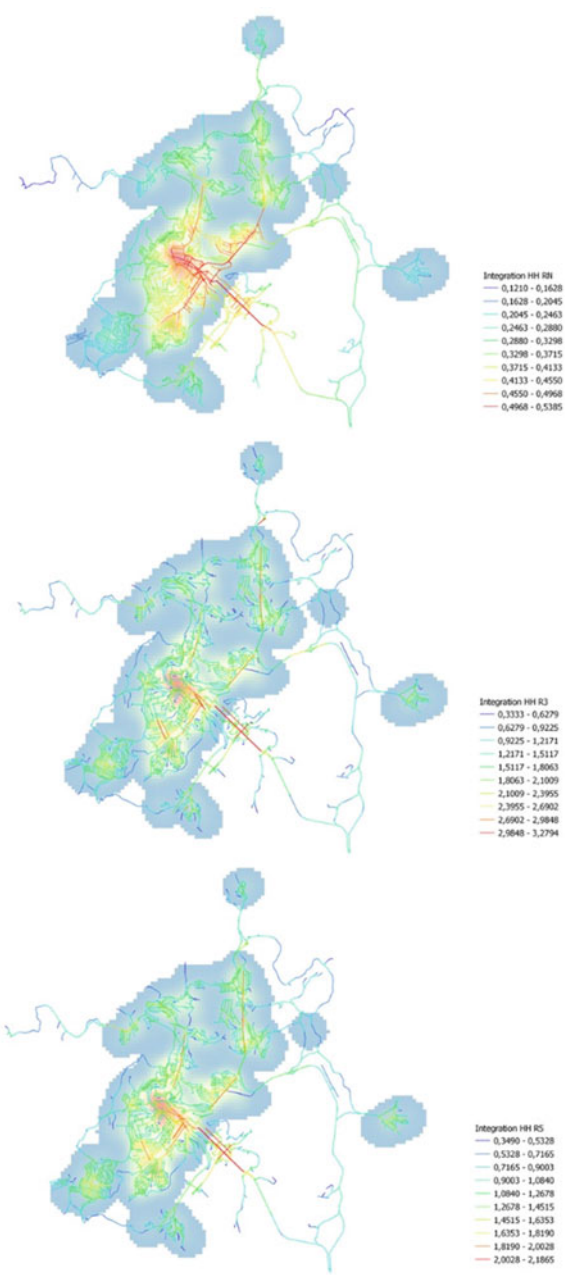 Integration HH RN
0,1210 - 0,1628
0,1628 - 0,2045
0,2045 - 0,2463
0,2463 - 0,2880
0,2880 - 0,3298
0,3298 - 0,3715
0,3715 - 0,4133
0,4133 - 0,4550
0,4550 - 0,4968
0,4968 - 0,5385
Integration HH R3
0,3333 - 0,6279
0,6279 - 0,9225
0,9225 - 1,2171
1,2171 - 1,5117
1,5117 - 1,8063
1,8063 - 2,1009
2,1009 - 2,3955
2,3955 - 2,6902
2,6902 - 2,9848
2,9848 - 3,2794
Integration HH R5
0,3490 - 0,5328
0,5328 - 0,7165
0,7165 - 0,9003
0,9003 - 1,0840
1,0840 - 1,2678
1,2678 - 1,4515
1,4515 - 1,6353
1,6353 - 1,8190
1,8190 - 2,0028
2,0028 - 2,1865